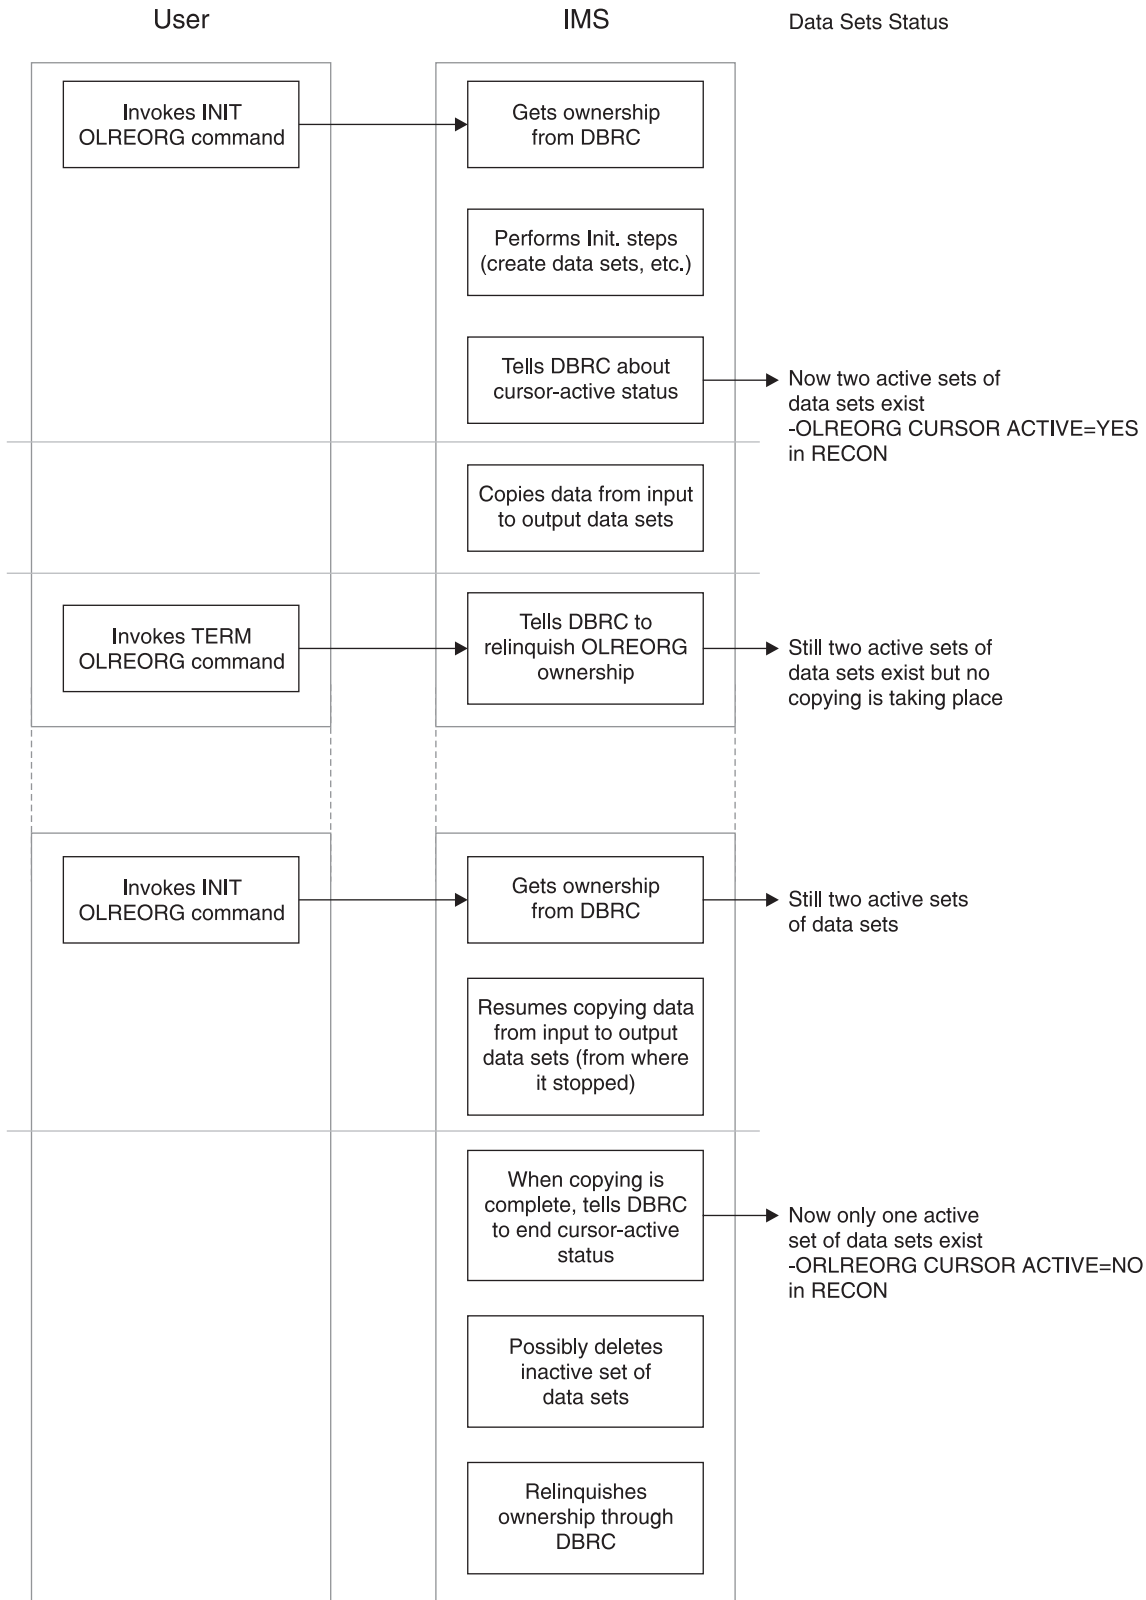 User
IMS
Data Sets Status
Invokes INIT
OLREORG command
Gets ownership
from DBRC
Performs Init. steps
(create data sets, etc.)
Tells DBRC about
cursor-active status
Now two active sets of
data sets exist
-OLREORG CURSOR ACTIVE=YES
in RECON
Copies data from input
to output data sets
Invokes TERM
OLREORG command
Tells DBRC to
relinquish OLREORG
ownership
Still two active sets of
data sets exist but no
copying is taking place
Invokes INIT
OLREORG command
Gets ownership
from DBRC
Still two active sets
of data sets
Resumes copying data
from input to output
data sets (from where
it stopped)
When copying is
complete, tells DBRC
to end cursor-active
status
Now only one active
set of data sets exist
-ORLREORG CURSOR ACTIVE=NO
in RECON
Possibly deletes
inactive set of
data sets
Relinquishes
ownership through
DBRC